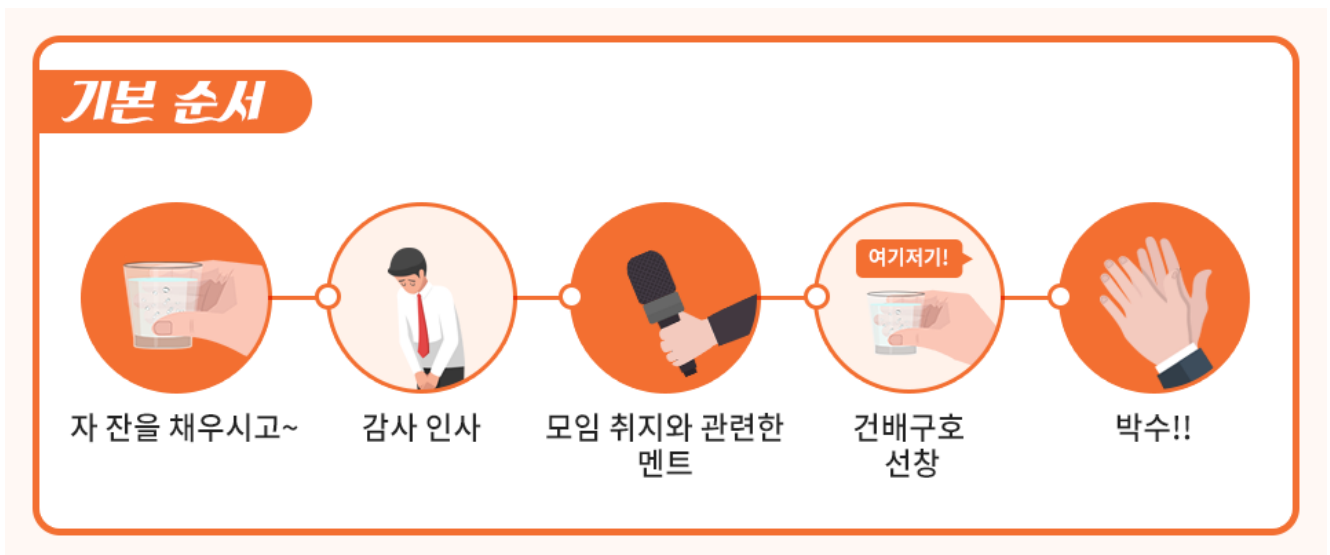 기본 순서
여기저기!
자 잔을 채우시고~
감사 인사
모임 취지와 관련한
멘트
건배구호
선창
박수!!